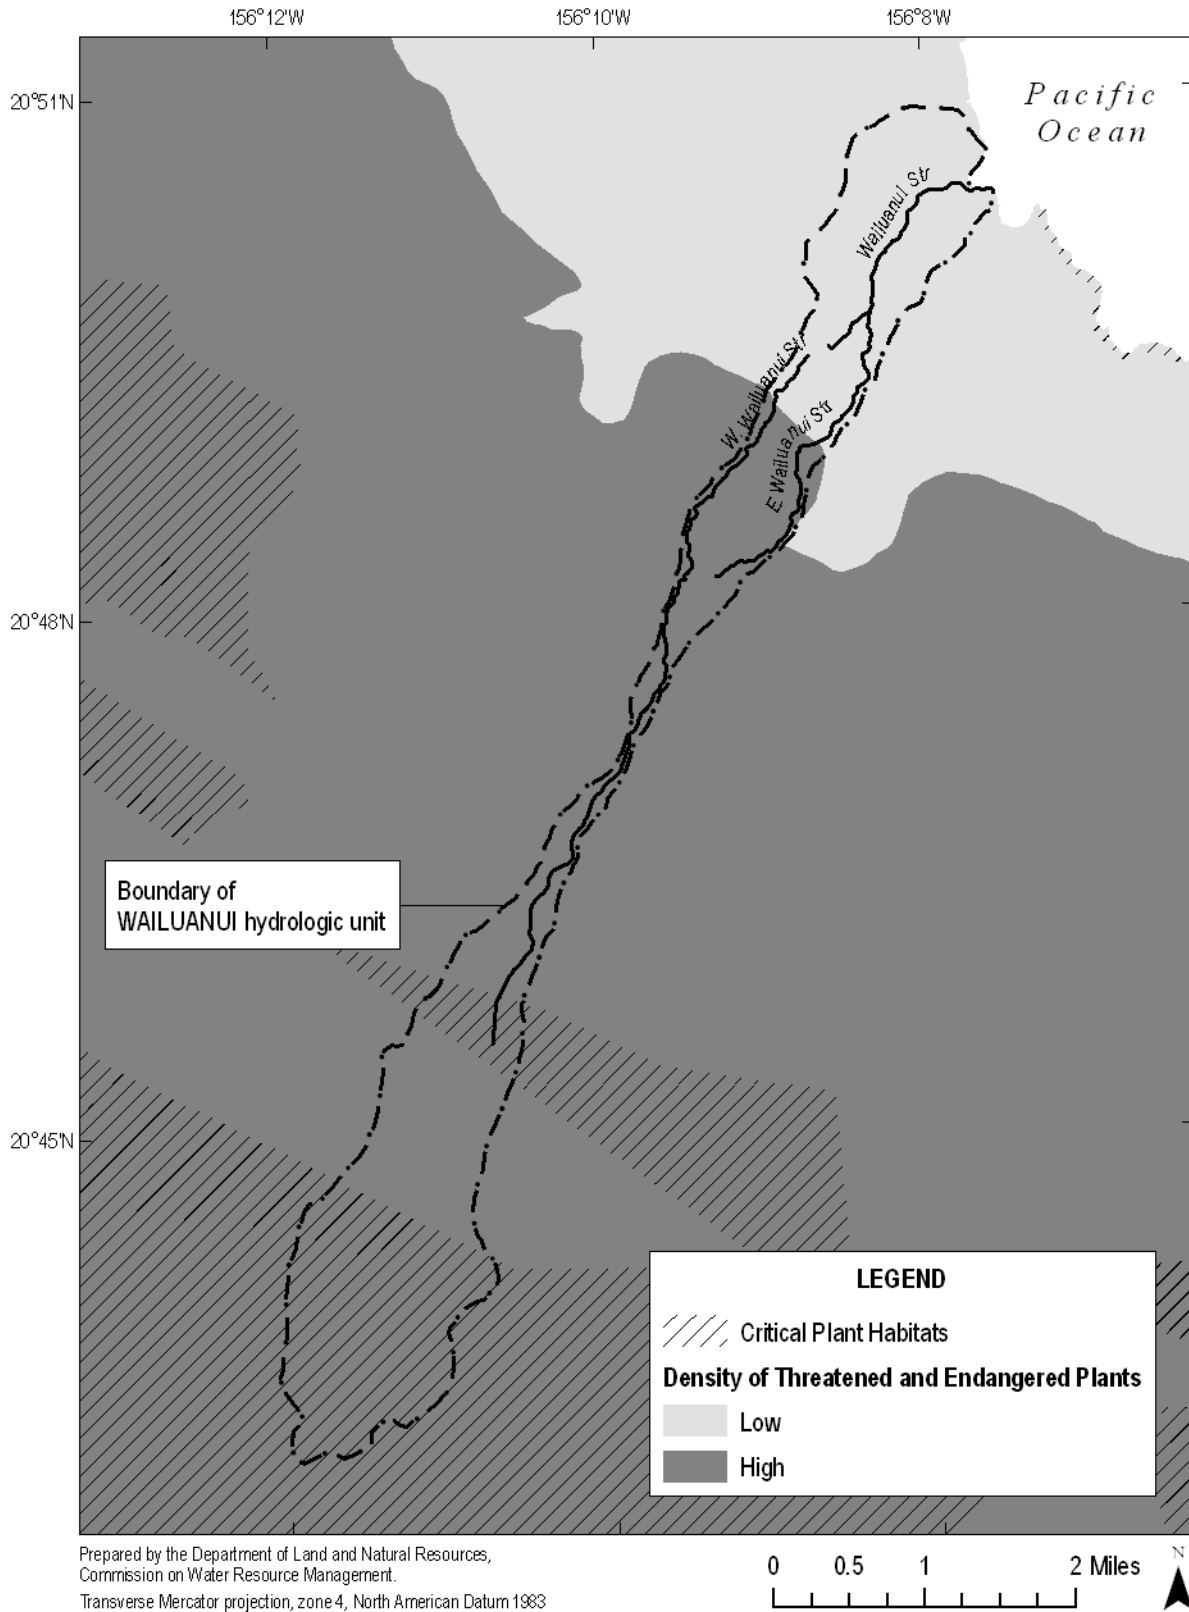 156°12'W 156°10'W 156°8'W
20°51'N
Pacific
Ocean
Wailuanui Str
W. Wailuanui Str
E Wailuanui Str
20°48'N
Boundary of
WAILUANUI hydrologic unit
20°45'N
LEGEND
Critical Plant Habitats
Density of Threatened and Endangered Plants
Low
High
Prepared by the Department of Land and Natural Resources,
Commission on Water Resource Management.
Transverse Mercator projection, zone 4, North American Datum 1983
0 0.5 1 2 Miles
N